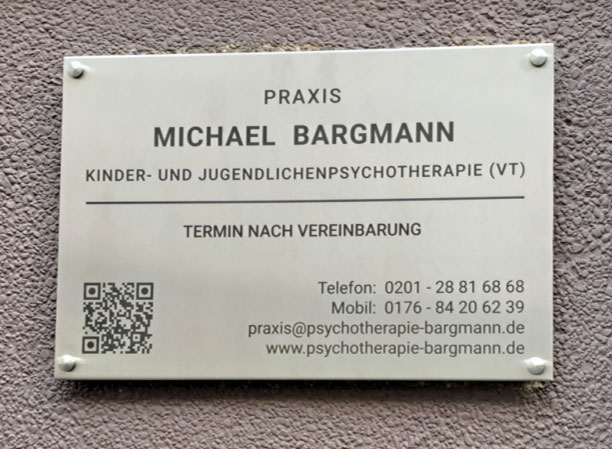 PRAXIS
MICHAEL BARGMANN
KINDER- UND JUGENDLICHENPSYCHOTHERAPIE (VT)
TERMIN NACH VEREINBARUNG
Telefon: 0201 - 28 81 68 68
Mobil: 0176 - 84 20 62 39
praxis@psychotherapie-bargmann.de
www.psychotherapie-bargmann.de